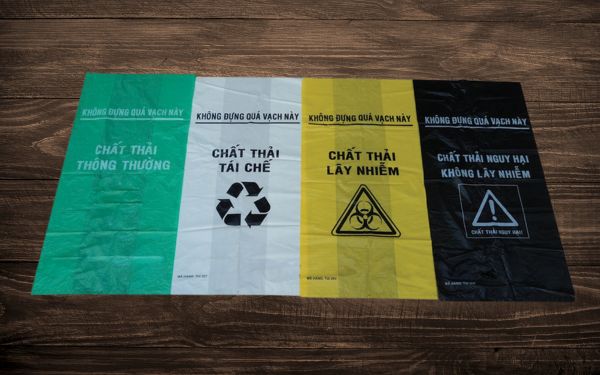 KHÔNG ĐỰNG QUÁ VẠCH NÀY
CHẤT THẢI
THÔNG THƯỜNG
KHÔNG ĐỰNG QUÁ VẠCH NÀY
CHẤT THẢI
TÁI CHẾ
KHÔNG ĐỰNG QUÁ VẠCH NÀY
CHẤT THẢI
LÂY NHIỄM
KHÔNG ĐỰNG QUÁ VẠCH NÀY
CHẤT THẢI NGUY HẠI
KHÔNG LÂY NHIỄM
CHẤT THẢI NGUY HẠI